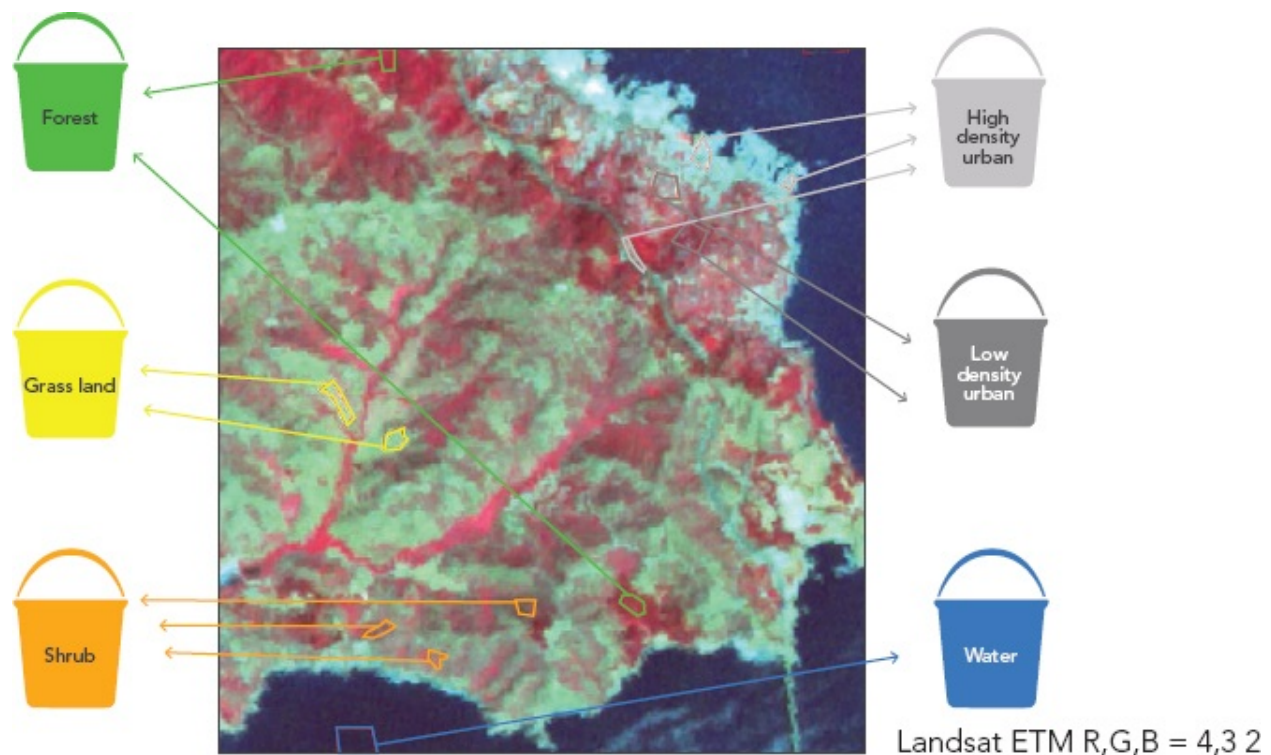 Forest
High
density
urban
Grass land
Low
density
urban
Shrub
Water
Landsat ETM R,G,B = 4,3 2